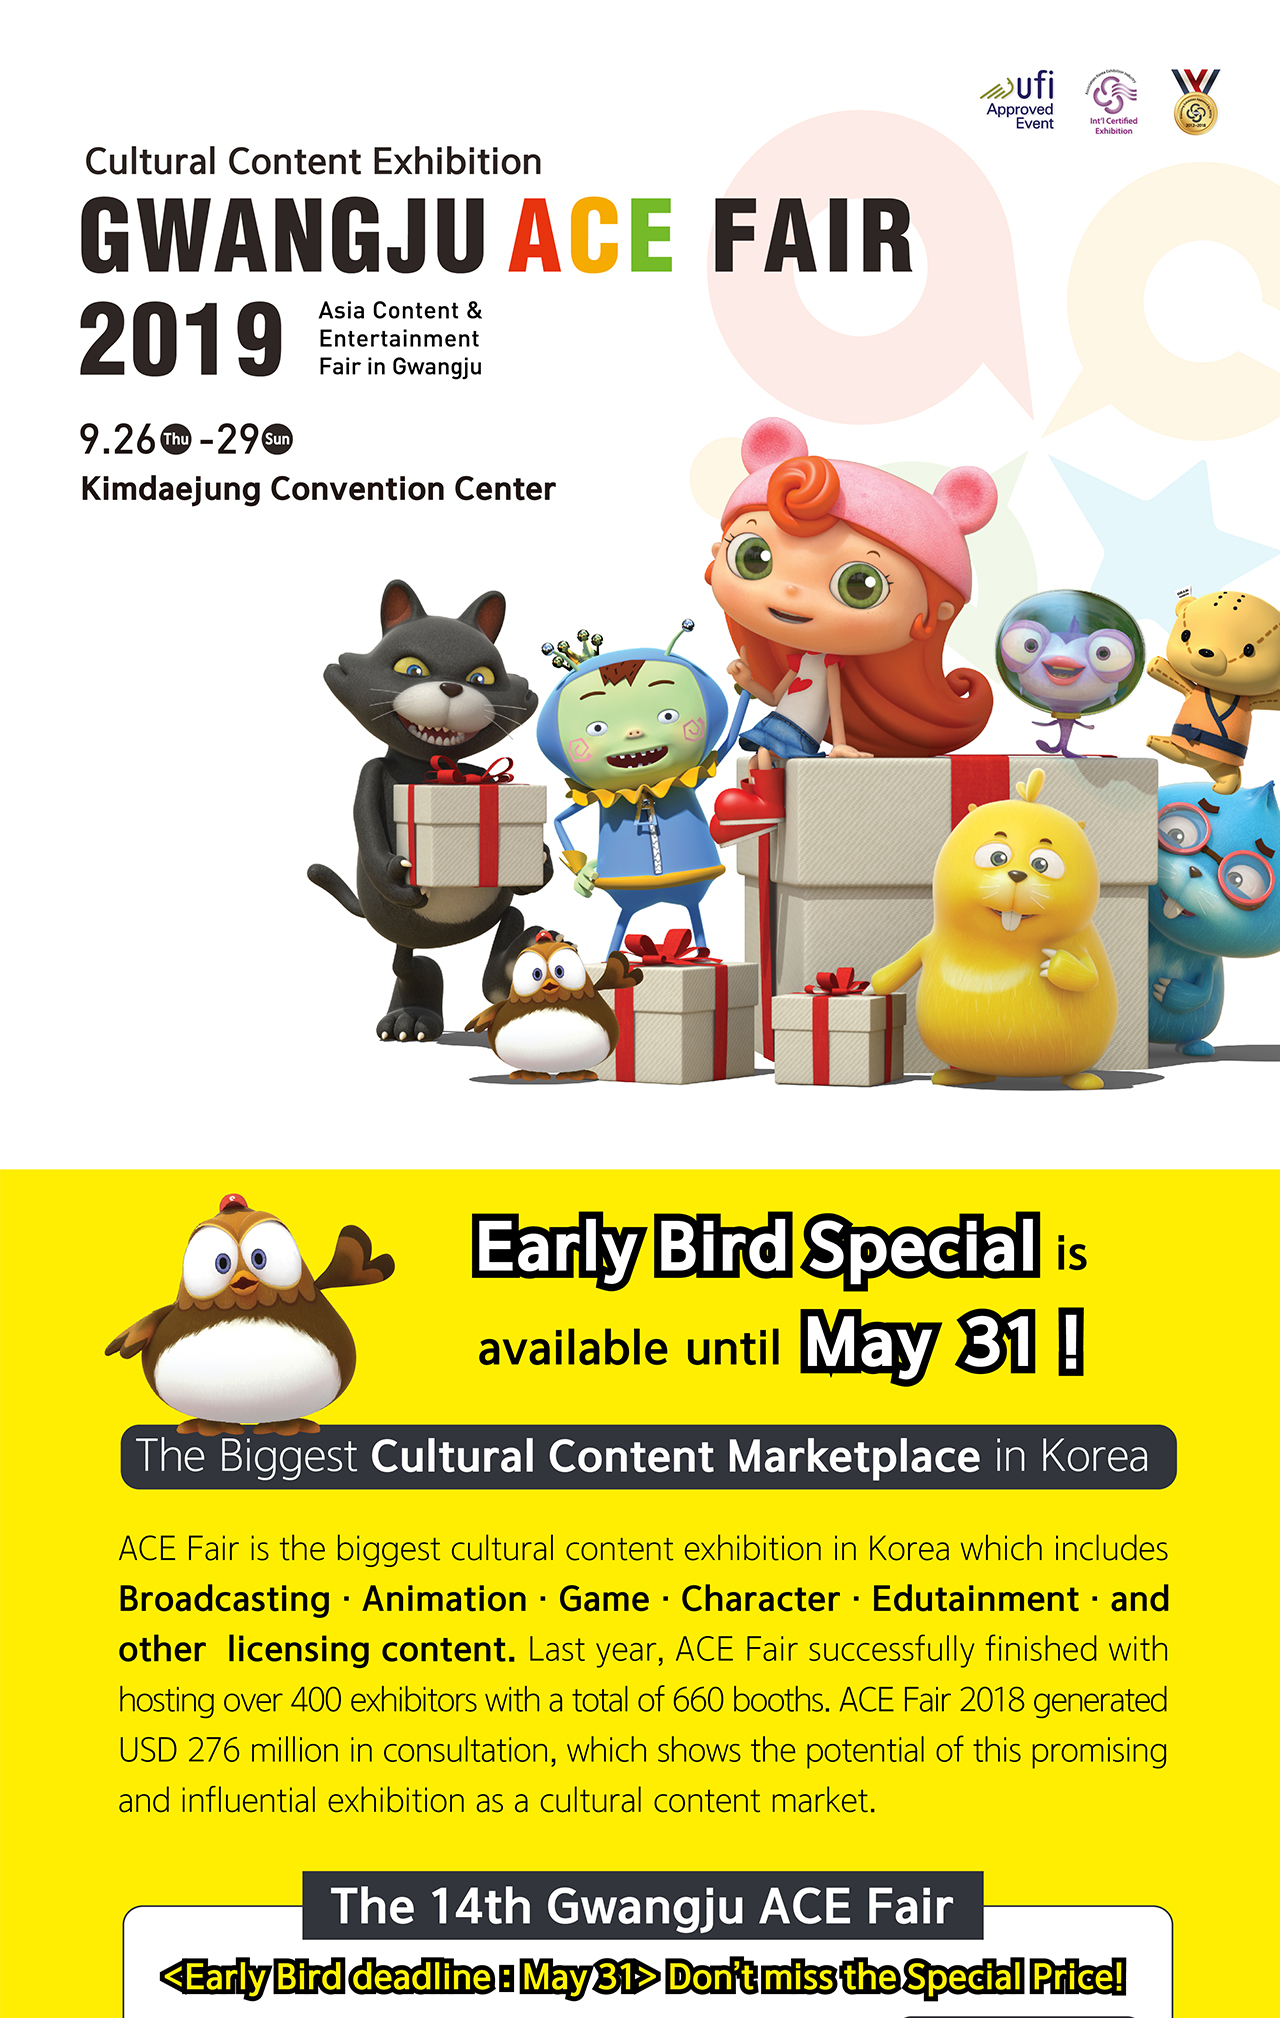 ufi
Approved
Event
Int'l Certified
Exhibition
Cultural Content Exhibition
GWANGJU ACE FAIR
2019
Asia Content &
Entertainment
Fair in Gwangju
9.26 Thu -29 Sun
Kimdaejung Convention Center
Early Bird Special is
available until May 31 !
The Biggest Cultural Content Marketplace in Korea
ACE Fair is the biggest cultural content exhibition in Korea which includes
Broadcasting · Animation · Game · Character · Edutainment · and
other licensing content. Last year, ACE Fair successfully finished with
hosting over 400 exhibitors with a total of 660 booths. ACE Fair 2018 generated
USD 276 million in consultation, which shows the potential of this promising
and influential exhibition as a cultural content market.
The 14th Gwangju ACE Fair
<Early Bird deadline : May 31> Don't miss the Special Price!